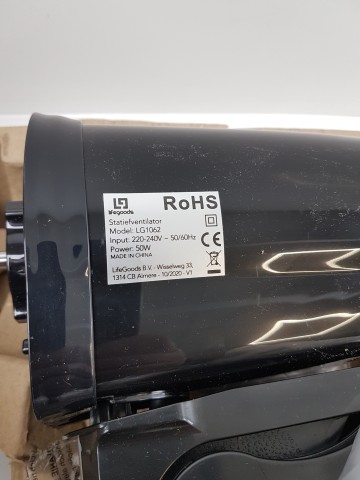 lifegoods
RoHS
Statiefventilator
Model: LG1062
Input: 220-240V ~ 50/60Hz
Power: 50W
MADE IN CHINA
CE
LifeGoods B.V. - Wisselweg 33,
1314 CB Almere - 10/2020 - V1